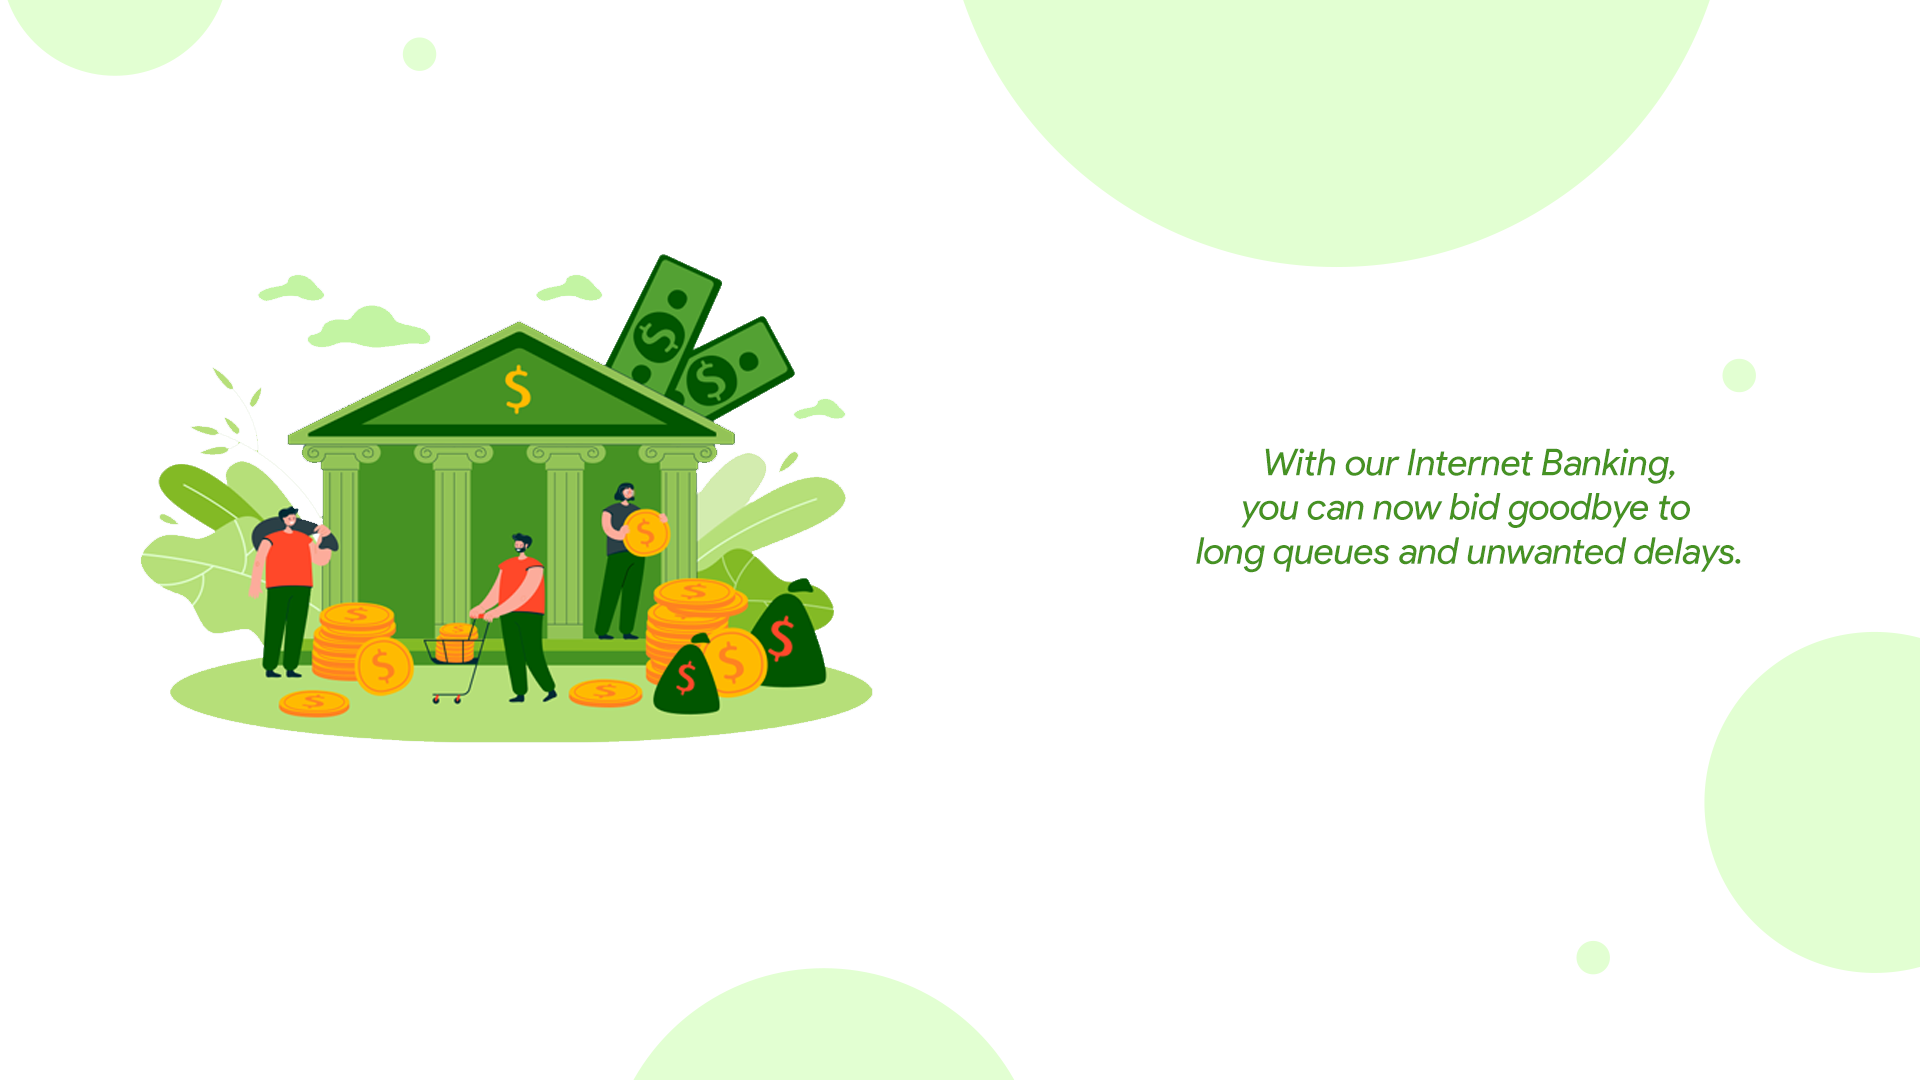 With our Internet Banking,
you can now bid goodbye to
long queues and unwanted delays.